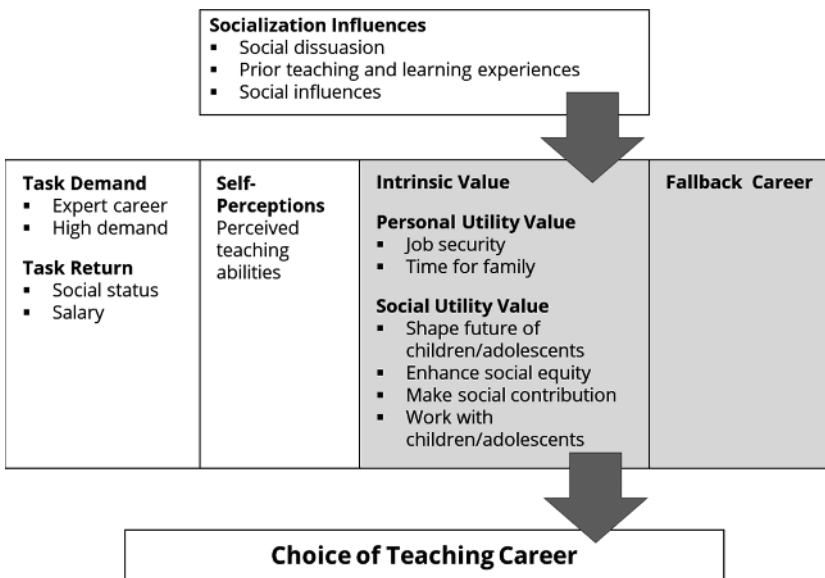 Socialization Influences
▪ Social dissuasion
▪ Prior teaching and learning experiences
▪ Social influences
Task Demand
▪ Expert career
▪ High demand
Task Return
▪ Social status
▪ Salary
Self-
Perceptions
Perceived
teaching
abilities
Intrinsic Value
Personal Utility Value
▪ Job security
▪ Time for family
Social Utility Value
▪ Shape future of
children/adolescents
▪ Enhance social equity
▪ Make social contribution
▪ Work with
children/adolescents
Fallback Career
Choice of Teaching Career